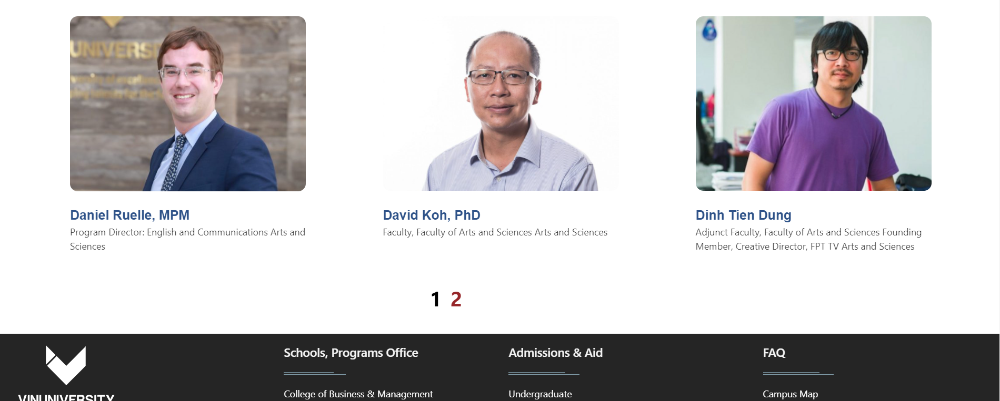 UNIVERSI
Daniel Ruelle, MPM
Program Director: English and Communications Arts and
Sciences
David Koh, PhD
Faculty, Faculty of Arts and Sciences Arts and Sciences
Dinh Tien Dung
Adjunct Faculty, Faculty of Arts and Sciences Founding
Member, Creative Director, FPT TV Arts and Sciences
1 2
VINUNIVERSITY
Schools, Programs Office
College of Business & Management
Admissions & Aid
Undergraduate
FAQ
Campus Map